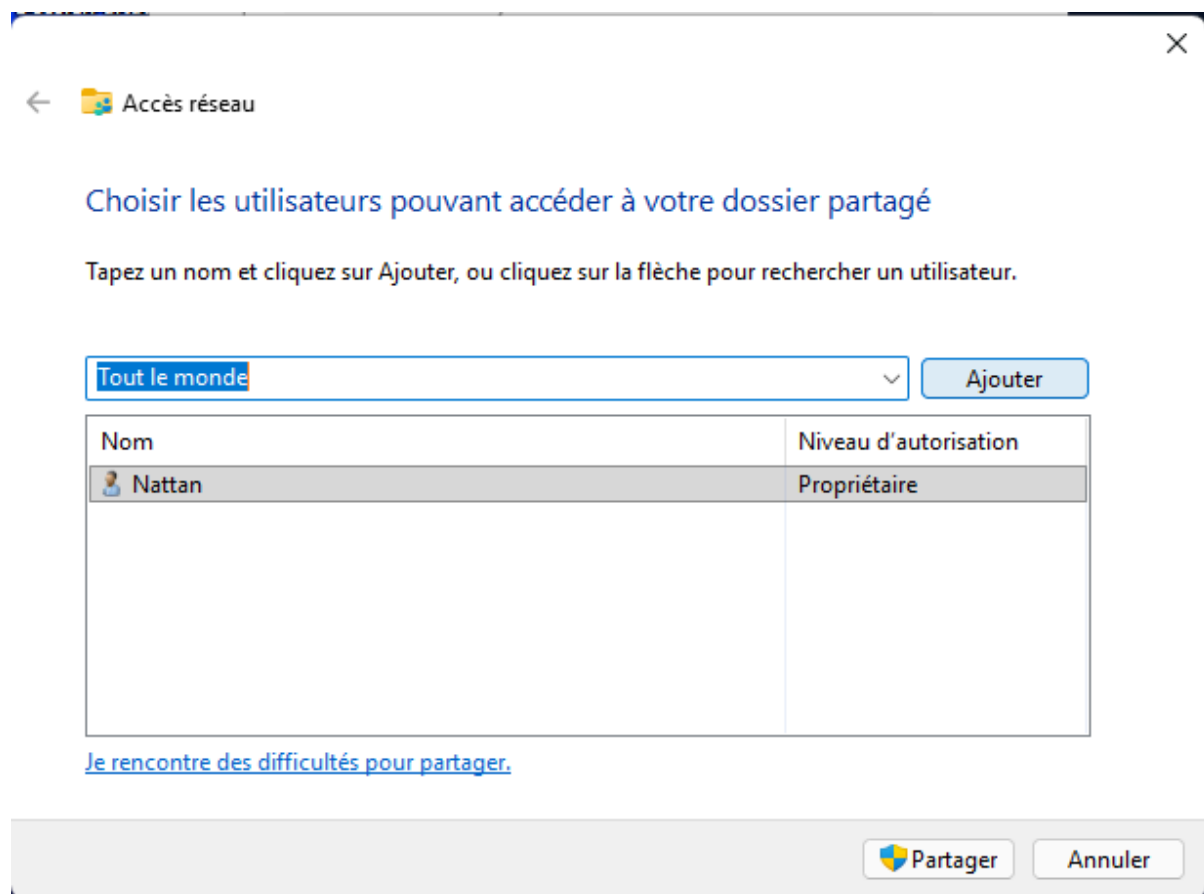 Accès réseau
Choisir les utilisateurs pouvant accéder à votre dossier partagé
Tapez un nom et cliquez sur Ajouter, ou cliquez sur la flèche pour rechercher un utilisateur.
Tout le monde Ajouter
Nom Niveau d'autorisation
Nattan Propriétaire
Je rencontre des difficultés pour partager.
Partager Annuler